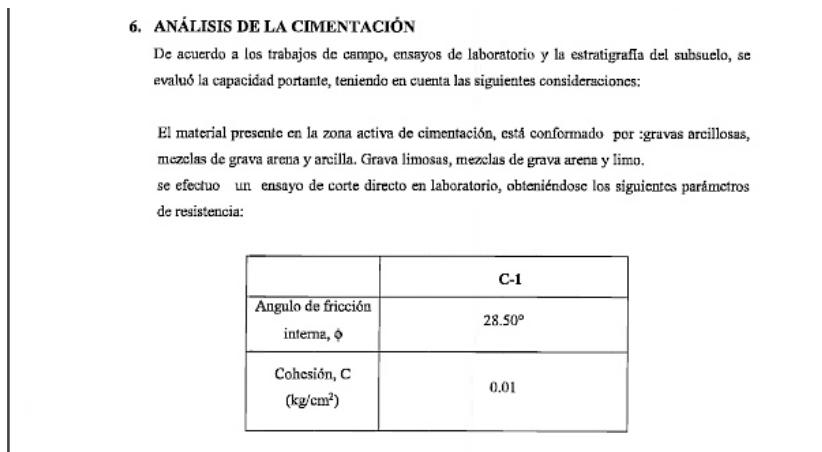 6. ANÁLISIS DE LA CIMENTACIÓN
De acuerdo a los trabajos de campo, ensayos de laboratorio y la estratigrafía del subsuelo, se
evaluó la capacidad portante, teniendo en cuenta las siguientes consideraciones:
El material presente en la zona activa de cimentación, está conformado por :gravas arcillosas,
mezclas de grava arena y arcilla. Grava limosas, mezclas de grava arena y limo.
se efectuo un ensayo de corte directo en laboratorio, obteniéndose los siguientes parámetros
de resistencia:
C-1
Angulo de fricción
interna, ϕ
28.50°
Cohesión, C
(kg/cm²)
0.01